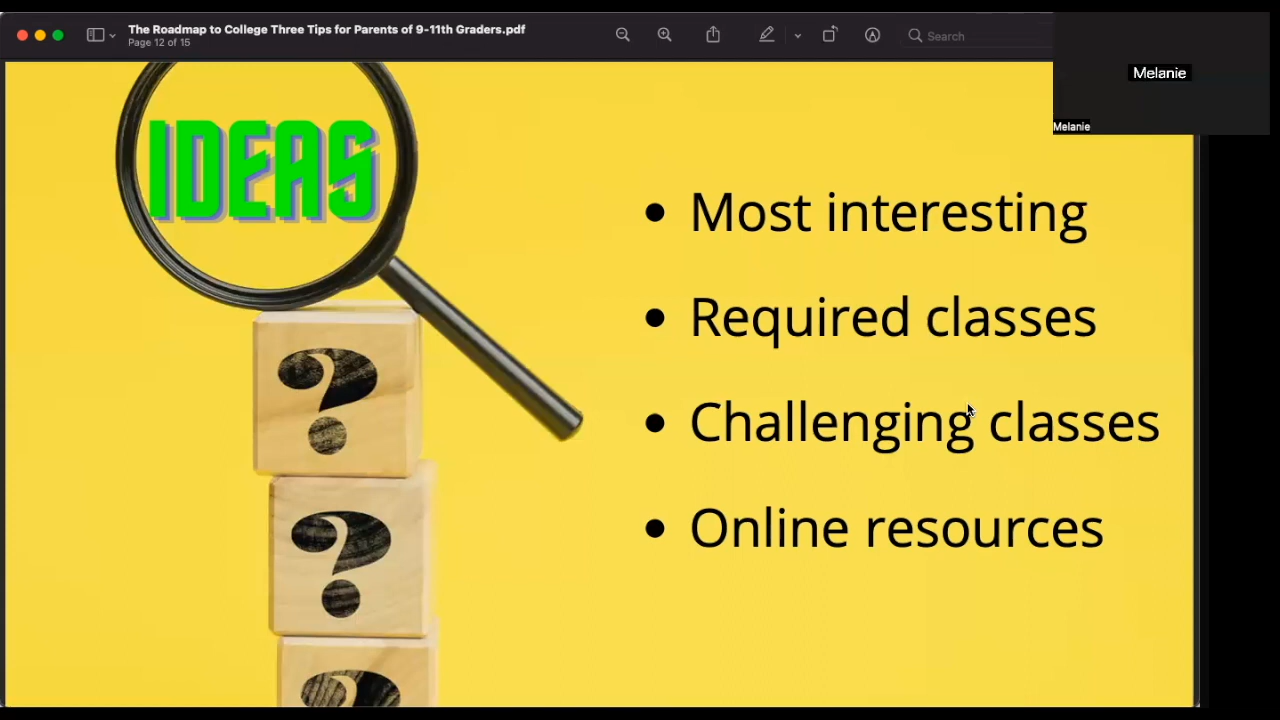 The Roadmap to College Three Tips for Parents of 9-11th Graders.pdf
Page 12 of 15
Search
Melanie
Melanie
IDEAS
• Most interesting
• Required classes
• Challenging classes
• Online resources
?
?
?